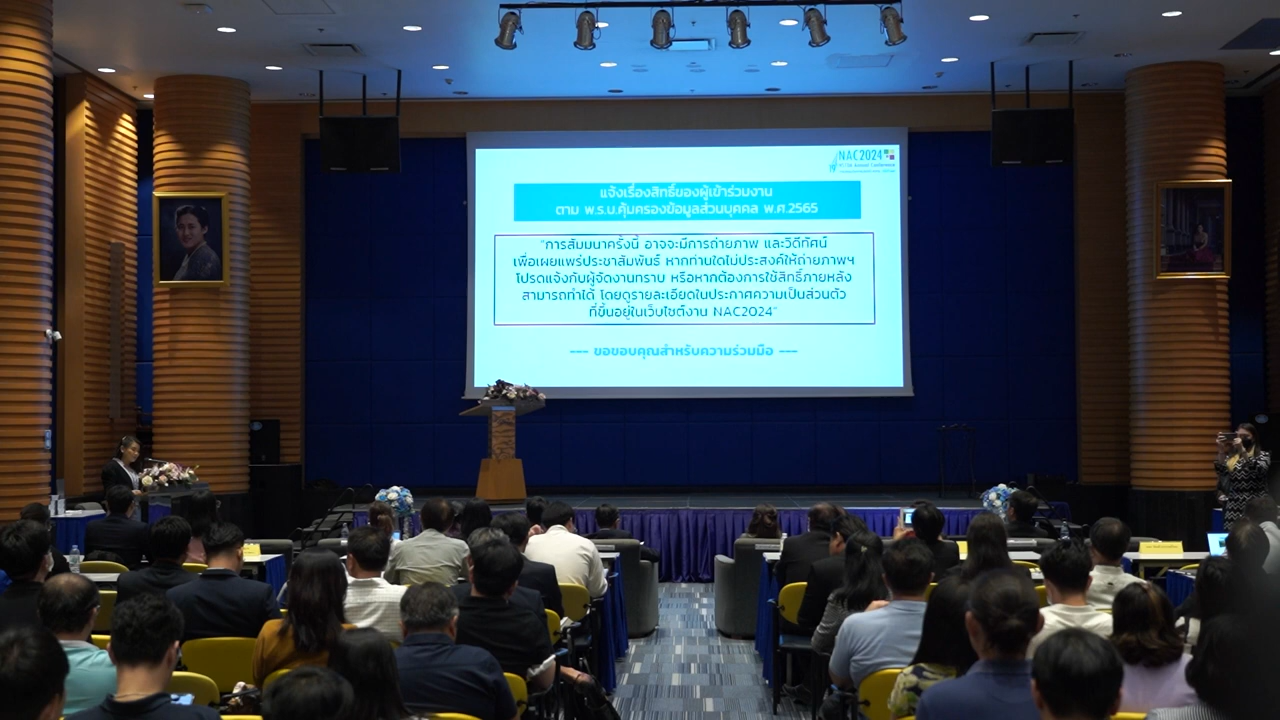 NAC2024
แจ้งเรื่องสิทธิ์ของผู้เข้าร่วมงาน
ตาม พ.ร.บ.คุ้มครองข้อมูลส่วนบุคคล พ.ศ.2565
"การสัมมนาครั้งนี้ อาจจะมีการถ่ายภาพ และวิดีทัศน์
เพื่อเผยแพร่ประชาสัมพันธ์ หากท่านใดไม่ประสงค์ให้ถ่ายภาพฯ
โปรดแจ้งกับผู้จัดงานทราบ หรือหากต้องการใช้สิทธิ์ภายหลัง
สามารถทำได้ โดยดูรายละเอียดในประกาศความเป็นส่วนตัว
ที่ขึ้นอยู่ในเว็บไซต์งาน NAC2024"
--- ขอขอบคุณสำหรับความร่วมมือ ---